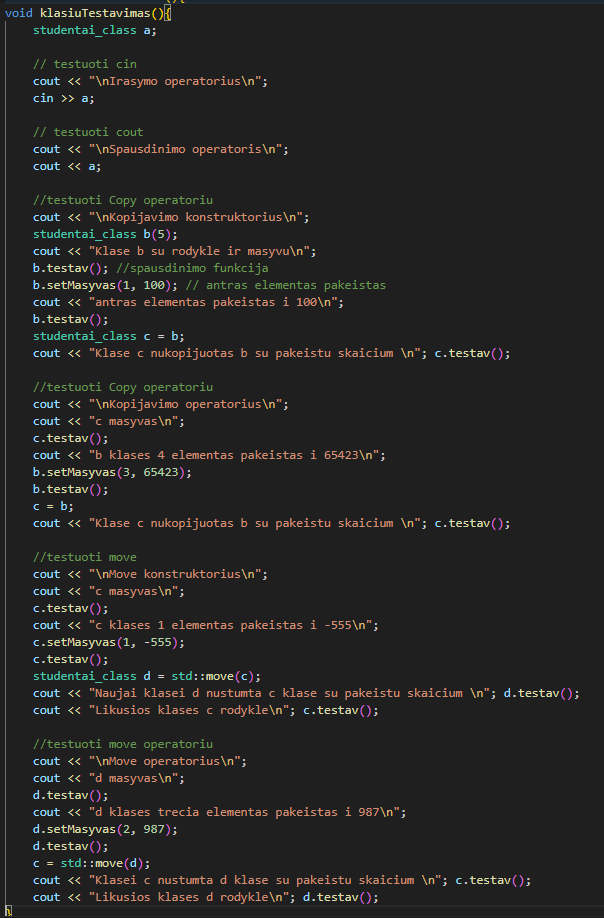 void klasiuTestavimas(){
    studentai_class a;

    // testuoti cin
    cout << "\nIrasymo operatorius\n";
    cin >> a;

    // testuoti cout
    cout << "\nSpausdinimo operatoris\n";
    cout << a;

    //testuoti Copy operatoriu
    cout << "\nKopijavimo konstruktorius\n";
    studentai_class b(5);
    cout << "Klase b su rodykle ir masyvu\n";
    b.testav(); //spausdinimo funkcija
    b.setMasyvas(1, 100); // antras elementas pakeistas
    cout << "antras elementas pakeistas i 100\n";
    b.testav();
    studentai_class c = b;
    cout << "Klase c nukopijuotas b su pakeistu skaicium \n"; c.testav();

    //testuoti Copy operatoriu
    cout << "\nKopijavimo operatorius\n";
    cout << "c masyvas\n";
    c.testav();
    cout << "b klases 4 elementas pakeistas i 65423\n";
    b.setMasyvas(3, 65423);
    b.testav();
    c = b;
    cout << "Klase c nukopijuotas b su pakeistu skaicium \n"; c.testav();

    //testuoti move
    cout << "\nMove konstruktorius\n";
    cout << "c masyvas\n";
    c.testav();
    cout << "c klases 1 elementas pakeistas i -555\n";
    c.setMasyvas(1, -555);
    c.testav();
    studentai_class d = std::move(c);
    cout << "Naujai klasei d nustumta c klase su pakeistu skaicium \n"; d.testav();
    cout << "Likusios klases c rodykle\n"; c.testav();

    //testuoti move operatoriu
    cout << "\nMove operatorius\n";
    cout << "d masyvas\n";
    d.testav();
    cout << "d klases trecia elementas pakeistas i 987\n";
    d.setMasyvas(2, 987);
    d.testav();
    c = std::move(d);
    cout << "Klasei c nustumta d klase su pakeistu skaicium \n"; c.testav();
    cout << "Likusios klases d rodykle\n"; d.testav();
}